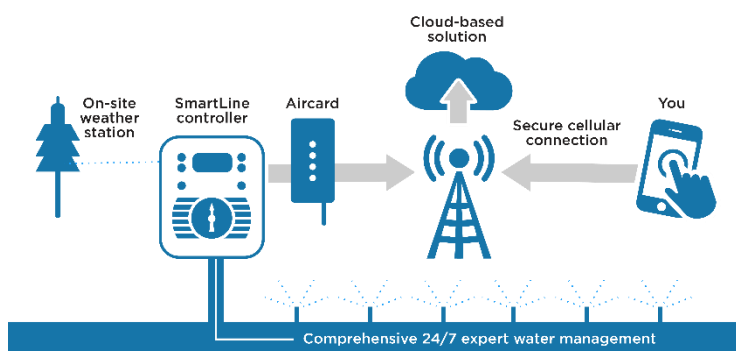 Cloud-based
solution
On-site
weather
station
SmartLine
controller
Aircard
You
Secure cellular
connection
Comprehensive 24/7 expert water management